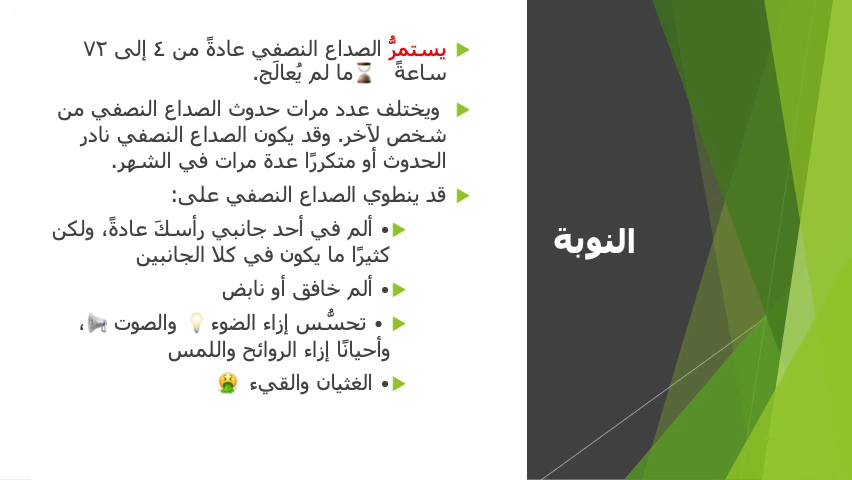 النوبة
يستمرُّ الصداع النصفي عادةً من ٤ إلى ٧٢
ساعةً ⌛ما لم يُعالَج.
ويختلف عدد مرات حدوث الصداع النصفي من
شخص لآخر. وقد يكون الصداع النصفي نادر
الحدوث أو متكررًا عدة مرات في الشهر.
قد ينطوي الصداع النصفي على:
• ألم في أحد جانبي رأسكَ عادةً، ولكن
كثيرًا ما يكون في كلا الجانبين
• ألم خافق أو نابض
• تحسُّس إزاء الضوء💡 والصوت 📢،
وأحيانًا إزاء الروائح واللمس
• الغثيان والقيء 🤮